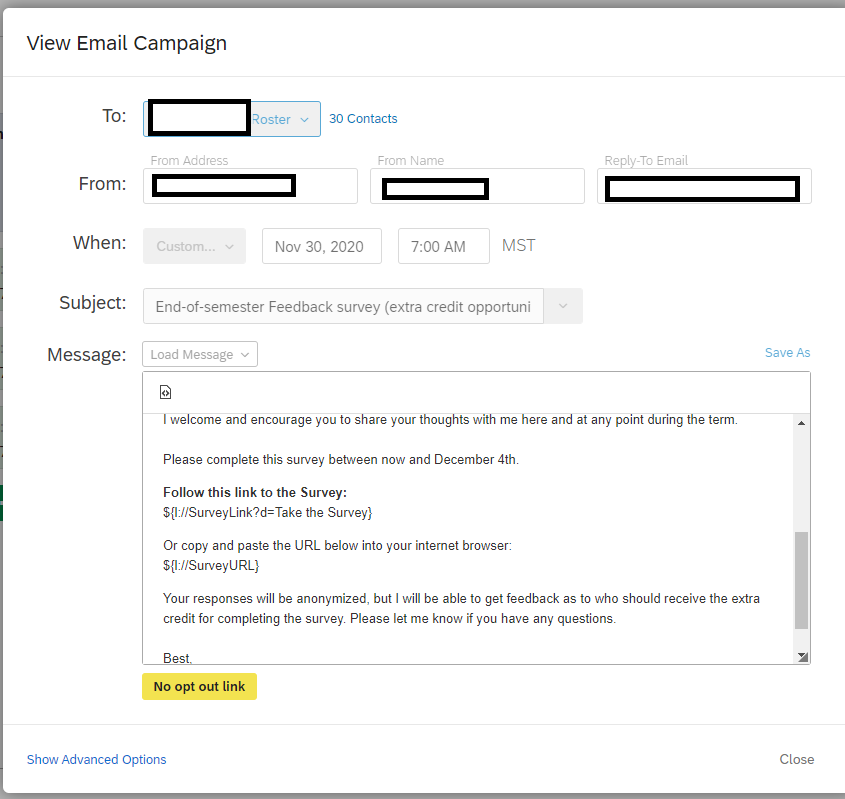 View Email Campaign
To:
Roster
30 Contacts
From Address
From Name
Reply-To Email
From:
When:
Custom...
Nov 30, 2020
7:00 AM
MST
Subject:
End-of-semester Feedback survey (extra credit opportuni
Message:
Load Message
Save As
I welcome and encourage you to share your thoughts with me here and at any point during the term.
Please complete this survey between now and December 4th.
Follow this link to the Survey:
${l://SurveyLink?d=Take the Survey}
Or copy and paste the URL below into your internet browser:
${l://SurveyURL}
Your responses will be anonymized, but I will be able to get feedback as to who should receive the extra
credit for completing the survey. Please let me know if you have any questions.
Best,
No opt out link
Show Advanced Options
Close